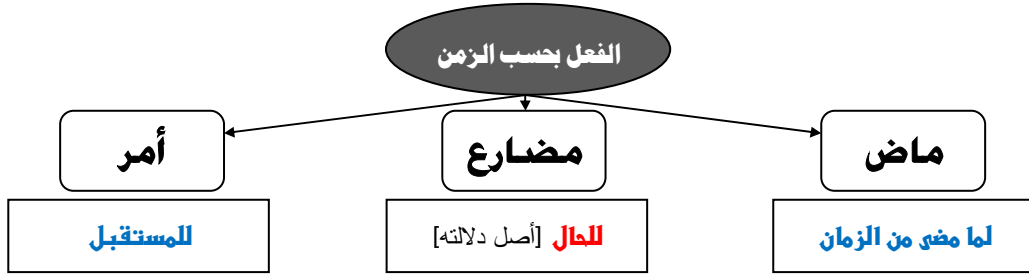 الفعل بحسب الزمن
ماض
مضارع
أمر
لما مضى من الزمان
للحال [أصل دلالته]
للمستقبل